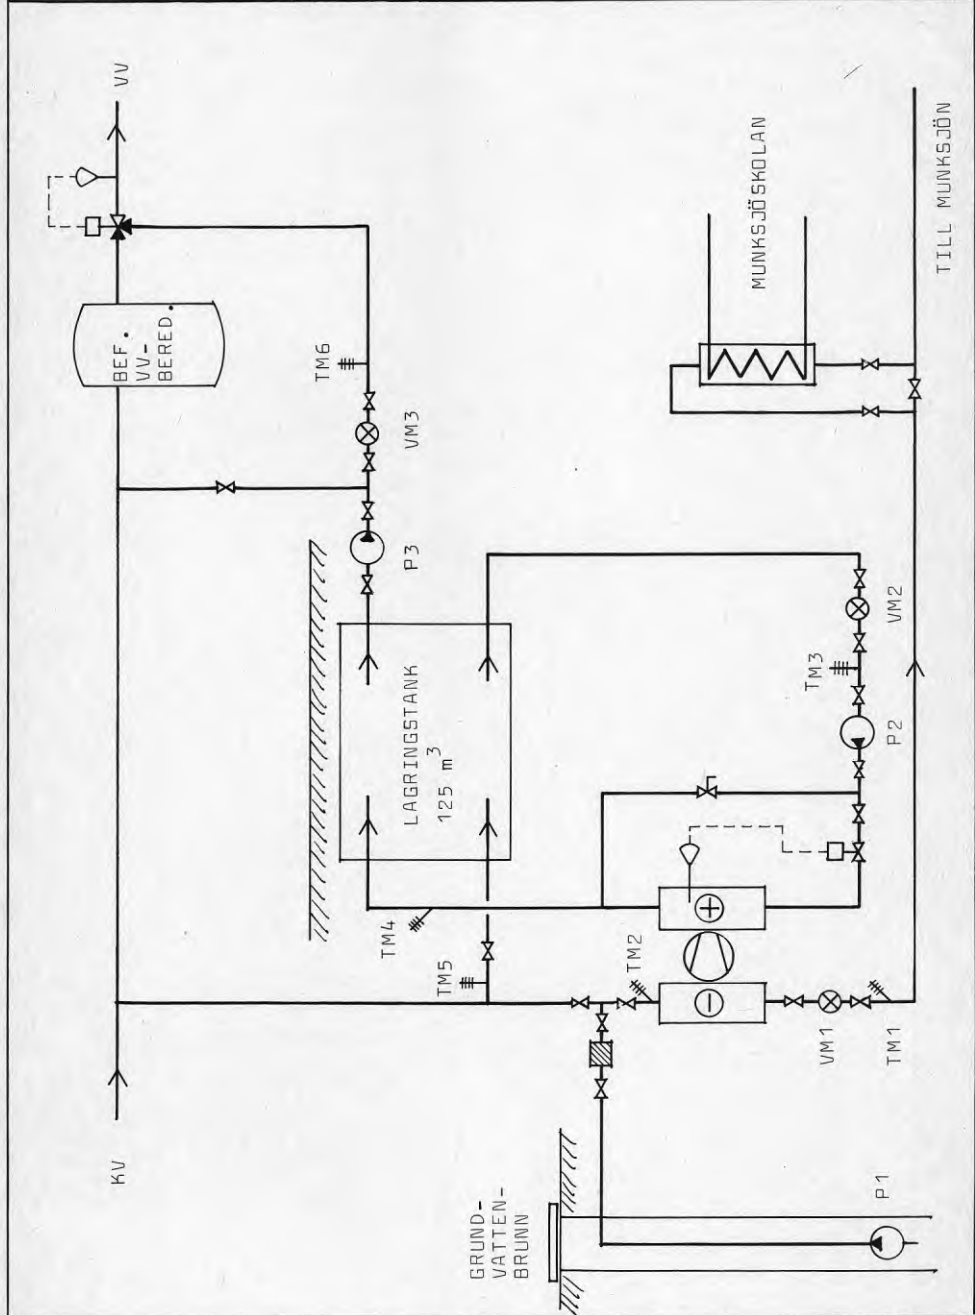 VV
BEF.
VV-
BERED.
KV
TM6
VM3
P3
LAGRINGSTANK
125 m³
TM4
TM5
TM3
VM2
P2
TM2
VM1
TM1
MUNKSJÖSKOLAN
TILL MUNKSJÖN
GRUND-
VATTEN-
BRUNN
P1